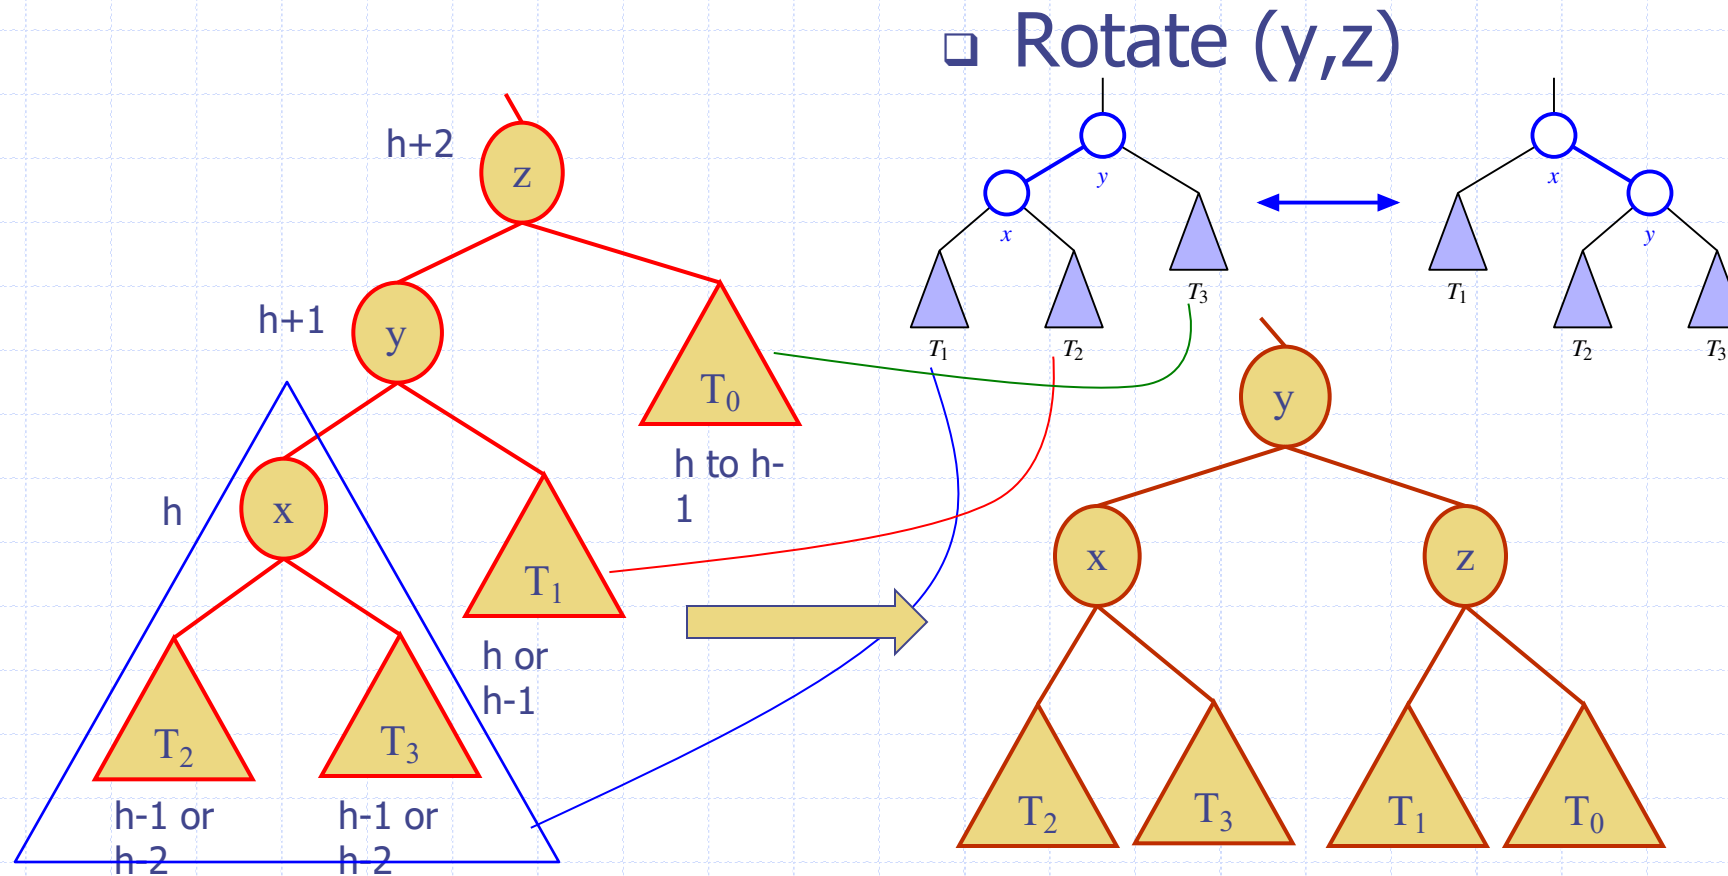 ❑ Rotate (y,z)
h+2
z
y
x
x
y
h+1
y
T0
T3
T1
T1
T2
T2
T3
h to h-
1
y
h
x
T1
x
z
h or
h-1
T2
T3
h-1 or
h-2
h-1 or
h-2
T2
T3
T1
T0